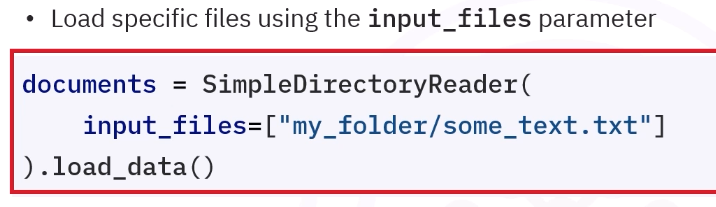 • Load specific files using the input_files parameter
documents = SimpleDirectoryReader(
    input_files=["my_folder/some_text.txt"]
).load_data()